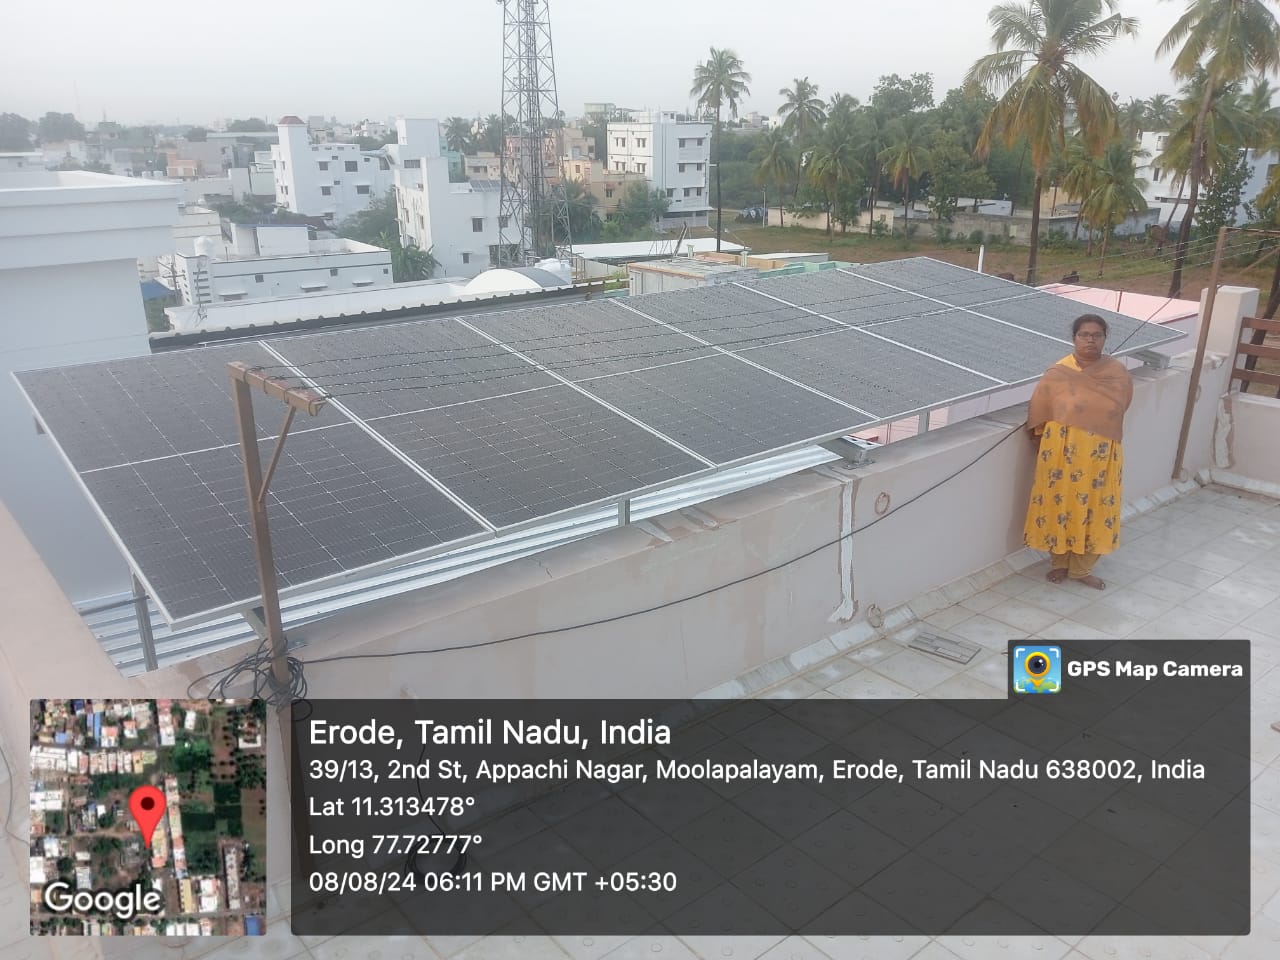 GPS Map Camera
Erode, Tamil Nadu, India
39/13, 2nd St, Appachi Nagar, Moolapalayam, Erode, Tamil Nadu 638002, India
Lat 11.313478°
Long 77.72777°
08/08/24 06:11 PM GMT +05:30
Google